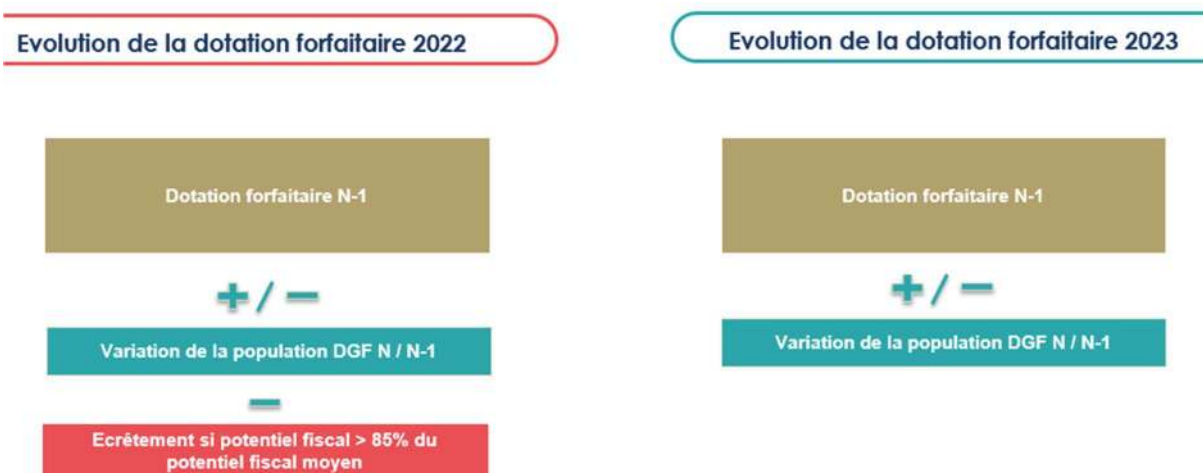 Evolution de la dotation forfaitaire 2022
Dotation forfaitaire N-1
+ / −
Variation de la population DGF N / N-1
−
Ecrêtement si potentiel fiscal > 85% du
potentiel fiscal moyen
Evolution de la dotation forfaitaire 2023
Dotation forfaitaire N-1
+ / −
Variation de la population DGF N / N-1